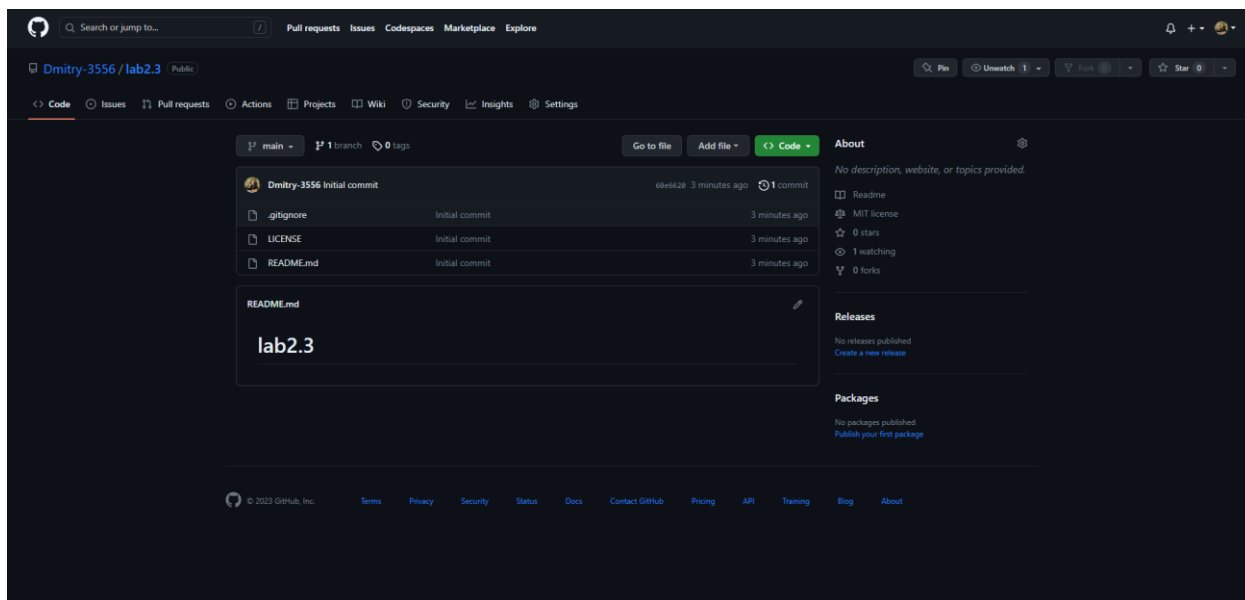 Search or jump to... / Pull requests Issues Codespaces Marketplace Explore
Dmitry-3556 / lab2.3 Public Pin Unwatch 1 Fork 0 Star 0
Code Issues Pull requests Actions Projects Wiki Security Insights Settings
main 1 branch 0 tags Go to file Add file Code
Dmitry-3556 Initial commit 3 minutes ago 1 commit
.gitignore Initial commit 3 minutes ago
LICENSE Initial commit 3 minutes ago
README.md Initial commit 3 minutes ago
README.md
lab2.3
About
No description, website, or topics provided.
Readme
MIT license
0 stars
1 watching
0 forks
Releases
No releases published
Create a new release
Packages
No packages published
Publish your first package
© 2023 GitHub, Inc. Terms Privacy Security Status Docs Contact GitHub Pricing API Training Blog About